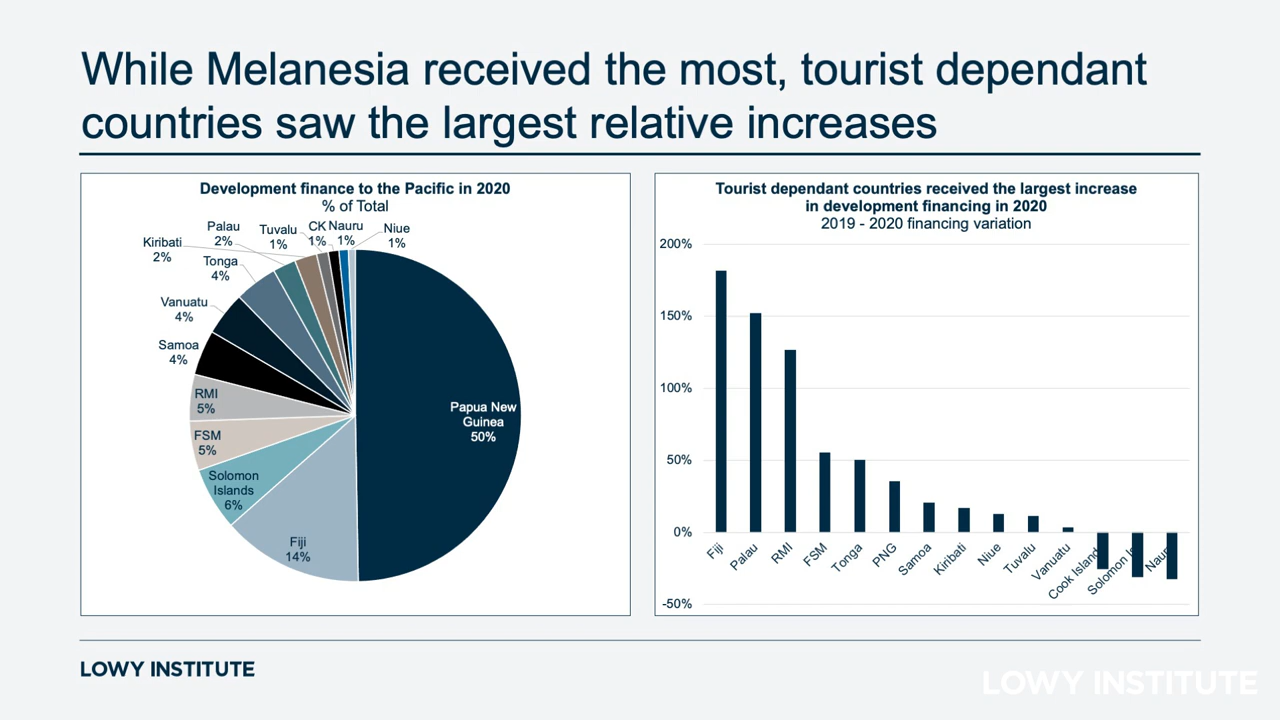 While Melanesia received the most, tourist dependant
countries saw the largest relative increases
Development finance to the Pacific in 2020
% of Total
Palau
2%
Tuvalu
1%
CK
1%
Nauru
1%
Niue
1%
Kiribati
2%
Tonga
4%
Vanuatu
4%
Samoa
4%
RMI
5%
FSM
5%
Solomon
Islands
6%
Fiji
14%
Papua New
Guinea
50%
Tourist dependant countries received the largest increase
in development financing in 2020
2019 - 2020 financing variation
200%
150%
100%
50%
0%
-50%
Fiji
Palau
RMI
FSM
Tonga
PNG
Samoa
Kiribati
Niue
Tuvalu
Vanuatu
Cook Island
Solomon
LOWY INSTITUTE
LOWY INSTITUTE